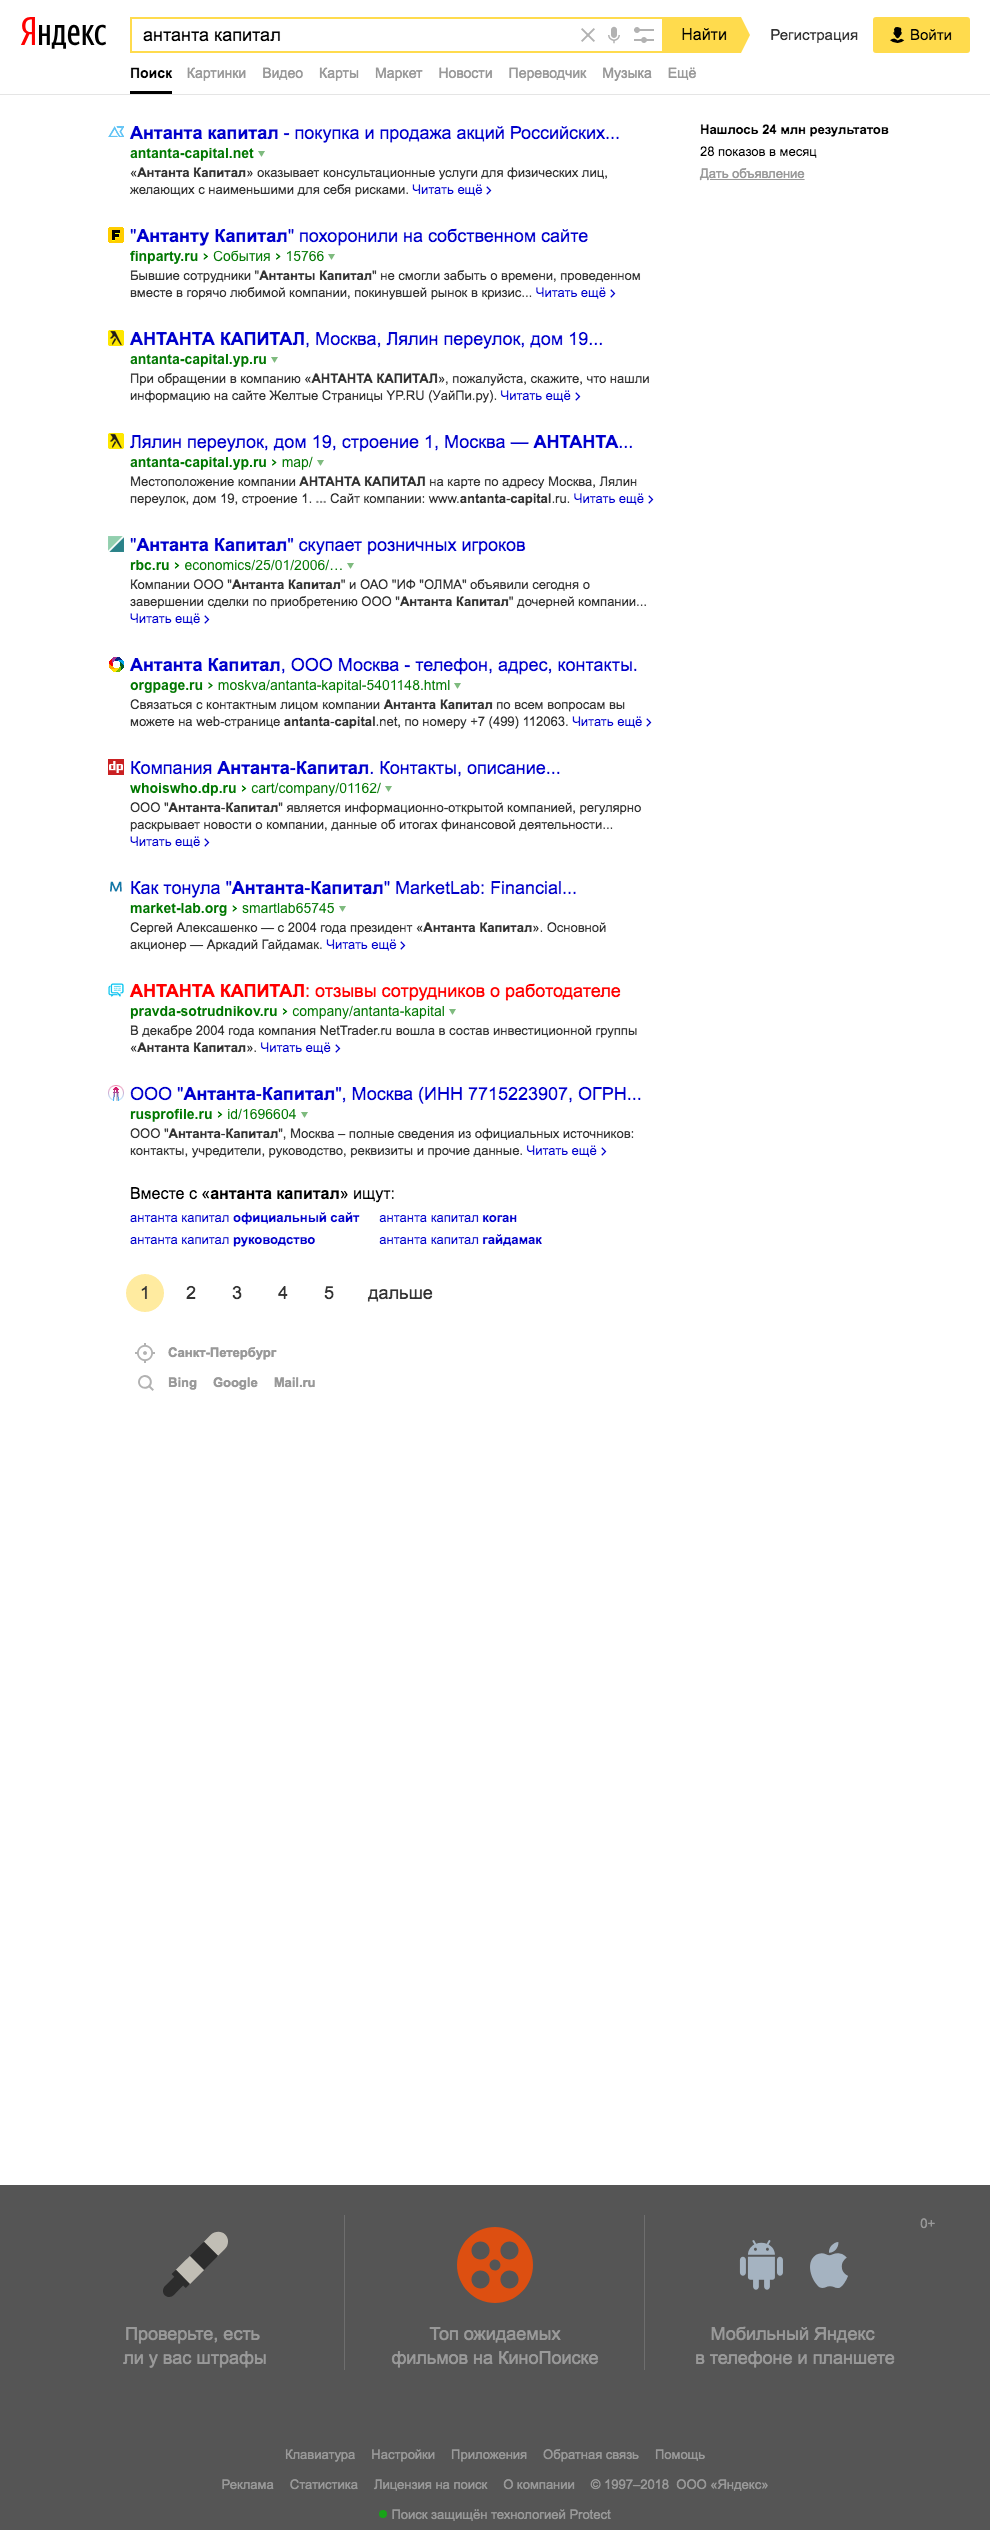 Яндекс
антанта капитал
Найти
Регистрация
Войти
Поиск Картинки Видео Карты Маркет Новости Переводчик Музыка Ещё
Антанта капитал - покупка и продажа акций Российских...
antanta-capital.net
«Антанта Капитал» оказывает консультационные услуги для физических лиц,
желающих с наименьшими для себя рисками. Читать ещё ›
"Антанту Капитал" похоронили на собственном сайте
finparty.ru › События › 15766
Бывшие сотрудники "Антанты Капитал" не смогли забыть о времени, проведенном
вместе в горячо любимой компании, покинувшей рынок в кризис... Читать ещё ›
АНТАНТА КАПИТАЛ, Москва, Лялин переулок, дом 19...
antanta-capital.yp.ru
При обращении в компанию «АНТАНТА КАПИТАЛ», пожалуйста, скажите, что нашли
информацию на сайте Желтые Страницы YP.RU (УайПи.ру). Читать ещё ›
Лялин переулок, дом 19, строение 1, Москва — АНТАНТА...
antanta-capital.yp.ru › map/
Местоположение компании АНТАНТА КАПИТАЛ на карте по адресу Москва, Лялин
переулок, дом 19, строение 1. ... Сайт компании: www.antanta-capital.ru. Читать ещё ›
"Антанта Капитал" скупает розничных игроков
rbc.ru › economics/25/01/2006/...
Компании ООО "Антанта Капитал" и ОАО "ИФ "ОЛМА" объявили сегодня о
завершении сделки по приобретению ООО "Антанта Капитал" дочерней компании...
Читать ещё ›
Антанта Капитал, ООО Москва - телефон, адрес, контакты.
orgpage.ru › moskva/antanta-kapital-5401148.html
Связаться с контактным лицом компании Антанта Капитал по всем вопросам вы
можете на web-странице antanta-capital.net, по номеру +7 (499) 112063. Читать ещё ›
dp
Компания Антанта-Капитал. Контакты, описание...
whoiswho.dp.ru › cart/company/01162/
ООО "Антанта-Капитал" является информационно-открытой компанией, регулярно
раскрывает новости о компании, данные об итогах финансовой деятельности...
Читать ещё ›
Как тонула "Антанта-Капитал" MarketLab: Financial...
market-lab.org › smartlab65745
Сергей Алексашенко — с 2004 года президент «Антанта Капитал». Основной
акционер — Аркадий Гайдамак. Читать ещё ›
АНТАНТА КАПИТАЛ: отзывы сотрудников о работодателе
pravda-sotrudnikov.ru › company/antanta-kapital
В декабре 2004 года компания NetTrader.ru вошла в состав инвестиционной группы
«Антанта Капитал». Читать ещё ›
ООО "Антанта-Капитал", Москва (ИНН 7715223907, ОГРН...
rusprofile.ru › id/1696604
ООО "Антанта-Капитал", Москва – полные сведения из официальных источников:
контакты, учредители, руководство, реквизиты и прочие данные. Читать ещё ›
Нашлось 24 млн результатов
28 показов в месяц
Дать объявление
Вместе с «антанта капитал» ищут:
антанта капитал официальный сайт антанта капитал коган
антанта капитал руководство антанта капитал гайдамак
1 2 3 4 5 дальше
Санкт-Петербург
Bing Google Mail.ru
0+
Проверьте, есть
ли у вас штрафы
Топ ожидаемых
фильмов на КиноПоиске
Мобильный Яндекс
в телефоне и планшете
Клавиатура Настройки Приложения Обратная связь Помощь
Реклама Статистика Лицензия на поиск О компании © 1997–2018 ООО «Яндекс»
Поиск защищён технологией Protect